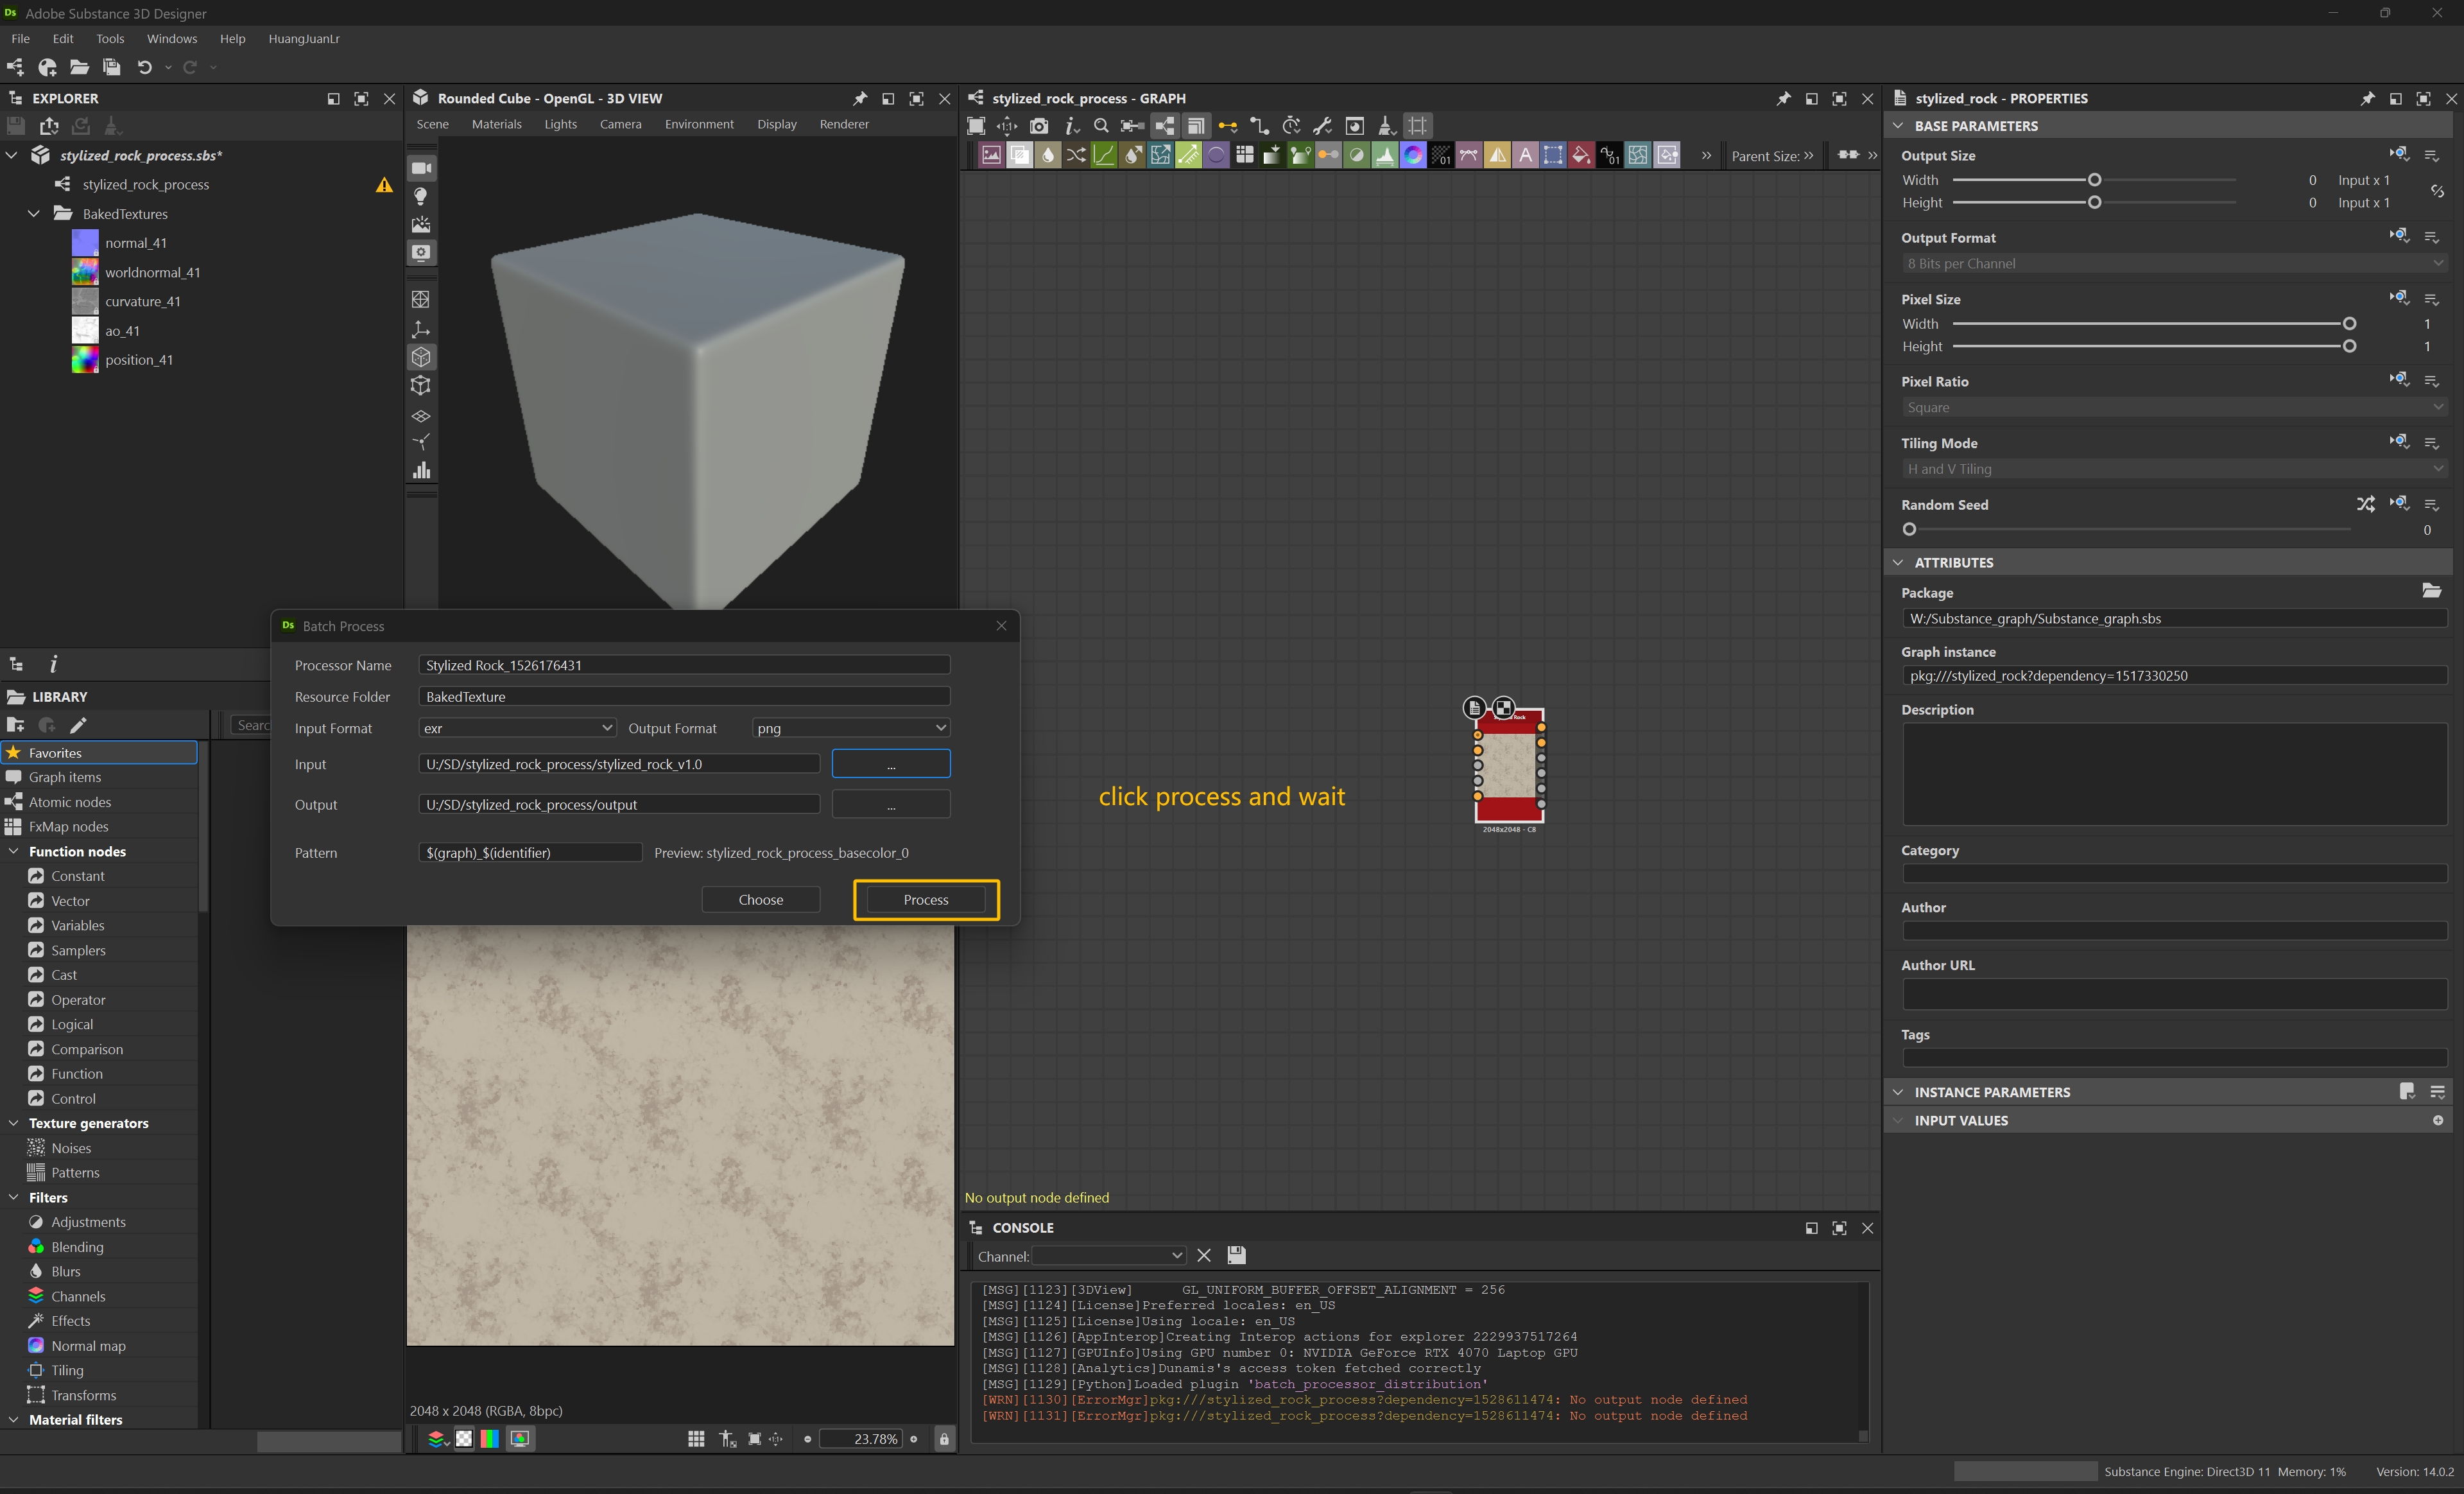 Ds Adobe Substance 3D Designer
File Edit Tools Windows Help HuangJuanLr
EXPLORER
stylized_rock_process.sbs*
stylized_rock_process
BakedTextures
normal_41
worldnormal_41
curvature_41
ao_41
position_41
LIBRARY
Searc
Favorites
Graph items
Atomic nodes
FxMap nodes
Function nodes
Constant
Vector
Variables
Samplers
Cast
Operator
Logical
Comparison
Function
Control
Texture generators
Noises
Patterns
Filters
Adjustments
Blending
Blurs
Channels
Effects
Normal map
Tiling
Transforms
Material filters
Rounded Cube - OpenGL - 3D VIEW
Scene Materials Lights Camera Environment Display Renderer
Ds Batch Process
Processor Name Stylized Rock_1526176431
Resource Folder BakedTexture
Input Format exr Output Format png
Input U:/SD/stylized_rock_process/stylized_rock_v1.0 ...
Output U:/SD/stylized_rock_process/output ...
Pattern $(graph)_$(identifier) Preview: stylized_rock_process_basecolor_0
Choose Process
2048 x 2048 (RGBA, 8bpc)
23.78%
stylized_rock_process - GRAPH
Parent Size:
click process and wait
2048x2048 - C8
No output node defined
CONSOLE
Channel:
[MSG][1123][3DView] GL_UNIFORM_BUFFER_OFFSET_ALIGNMENT = 256
[MSG][1124][License]Preferred locales: en_US
[MSG][1125][License]Using locale: en_US
[MSG][1126][AppInterop]Creating Interop actions for explorer 2229937517264
[MSG][1127][GPUInfo]Using GPU number 0: NVIDIA GeForce RTX 4070 Laptop GPU
[MSG][1128][Analytics]Dunamis's access token fetched correctly
[MSG][1129][Python]Loaded plugin 'batch_processor_distribution'
[WRN][1130][ErrorMgr]pkg:///stylized_rock_process?dependency=1528611474: No output node defined
[WRN][1131][ErrorMgr]pkg:///stylized_rock_process?dependency=1528611474: No output node defined
stylized_rock - PROPERTIES
BASE PARAMETERS
Output Size
Width 0 Input x 1
Height 0 Input x 1
Output Format
8 Bits per Channel
Pixel Size
Width 1
Height 1
Pixel Ratio
Square
Tiling Mode
H and V Tiling
Random Seed
0
ATTRIBUTES
Package
W:/Substance_graph/Substance_graph.sbs
Graph instance
pkg:///stylized_rock?dependency=1517330250
Description
Category
Author
Author URL
Tags
INSTANCE PARAMETERS
INPUT VALUES
Substance Engine: Direct3D 11 Memory: 1% Version: 14.0.2